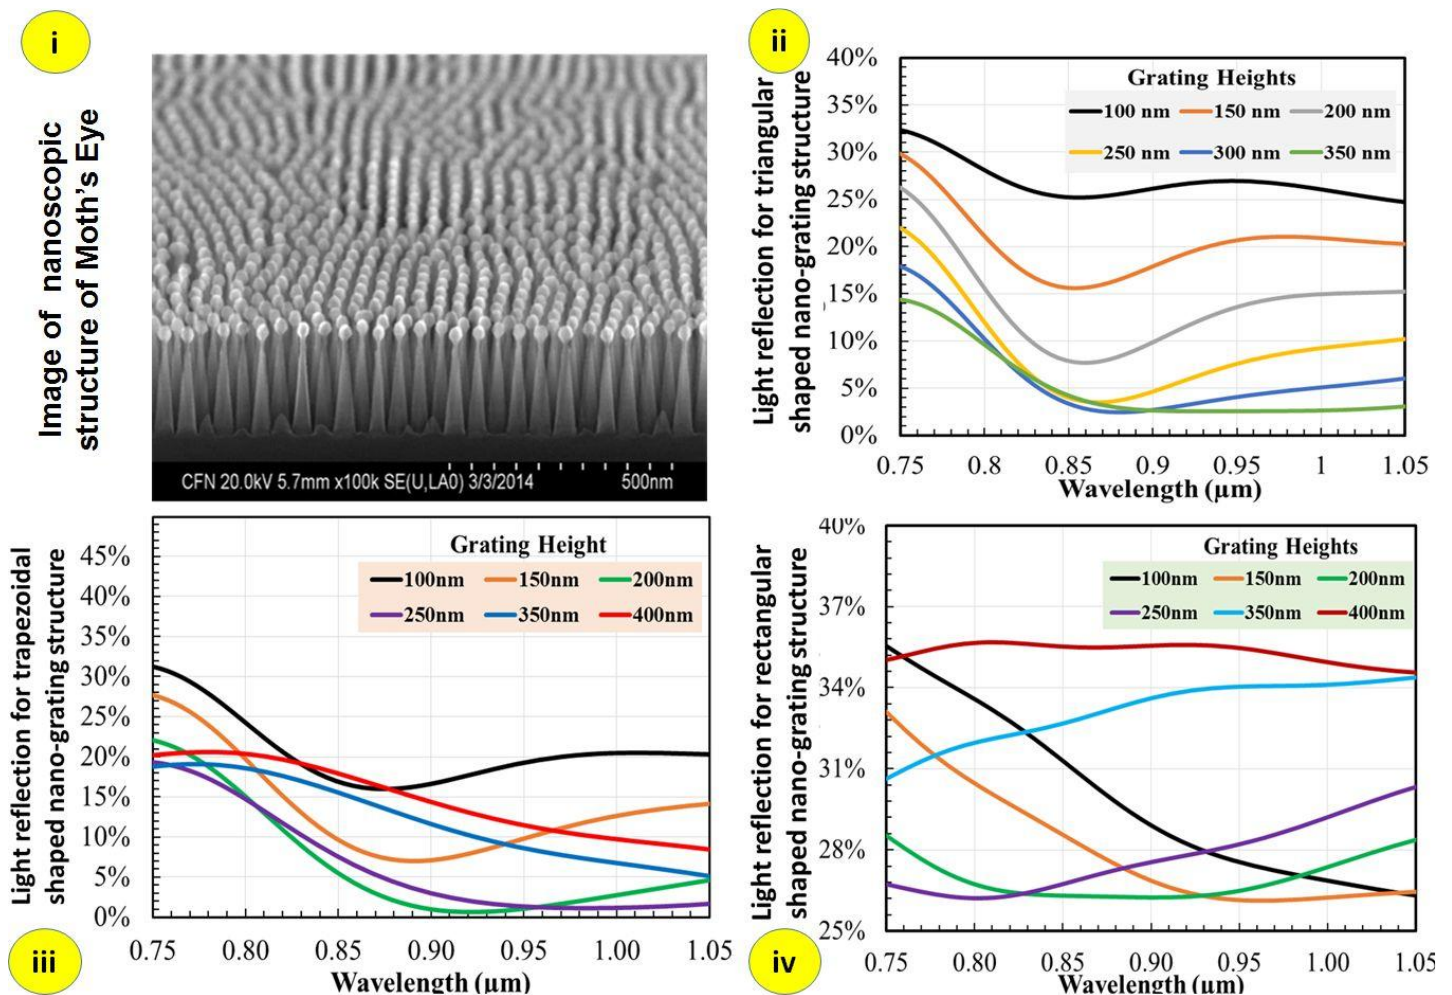 i
Image of nanoscopic
structure of Moth's Eye
CFN 20.0kV 5.7mm x100k SE(U,LA0) 3/3/2014 500nm
ii
Light reflection for triangular
shaped nano-grating structure
40%
35%
30%
25%
20%
15%
10%
5%
0%
Grating Heights
100 nm 150 nm 200 nm
250 nm 300 nm 350 nm
0.75 0.8 0.85 0.9 0.95 1 1.05
Wavelength (μm)
iii
Light reflection for trapezoidal
shaped nano-grating structure
45%
40%
35%
30%
25%
20%
15%
10%
5%
0%
Grating Height
100nm 150nm 200nm
250nm 350nm 400nm
0.75 0.80 0.85 0.90 0.95 1.00 1.05
Wavelength (μm)
iv
Light reflection for rectangular
shaped nano-grating structure
40%
37%
34%
31%
28%
25%
Grating Heights
100nm 150nm 200nm
250nm 350nm 400nm
0.75 0.80 0.85 0.90 0.95 1.00 1.05
Wavelength (μm)